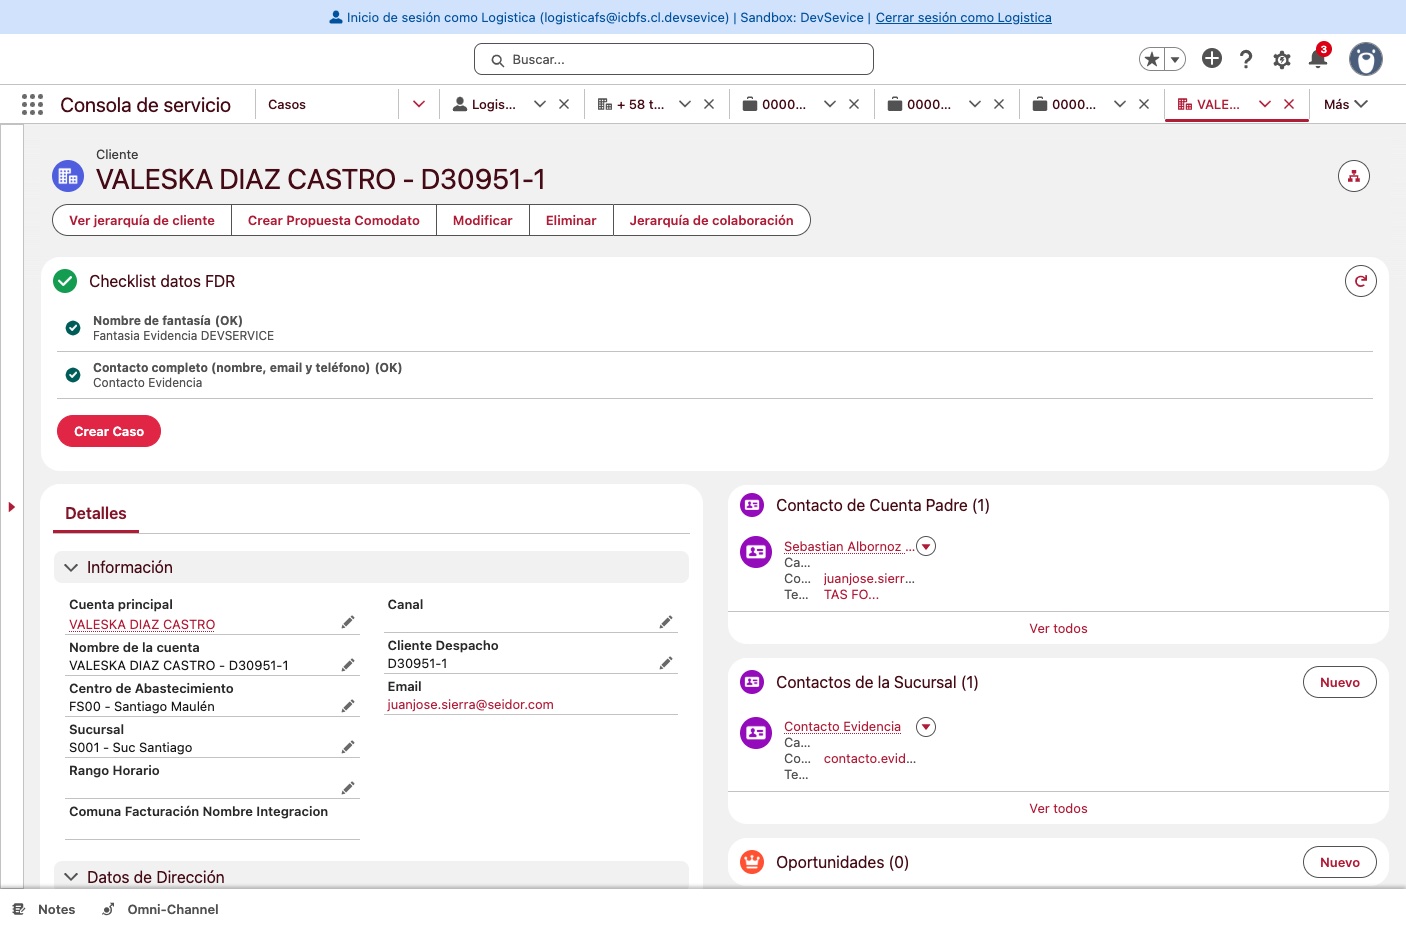 Inicio de sesión como Logistica (logisticafs@icbfs.cl.devsevice) | Sandbox: DevSevice | Cerrar sesión como Logistica
Buscar...
3
Consola de servicio
Casos
Logis...
+ 58 t...
0000...
0000...
0000...
VALE...
Más
Cliente
VALESKA DIAZ CASTRO - D30951-1
Ver jerarquía de cliente
Crear Propuesta Comodato
Modificar
Eliminar
Jerarquía de colaboración
Checklist datos FDR
Nombre de fantasía (OK)
Fantasia Evidencia DEVSERVICE
Contacto completo (nombre, email y teléfono) (OK)
Contacto Evidencia
Crear Caso
Detalles
Información
Cuenta principal
VALESKA DIAZ CASTRO
Nombre de la cuenta
VALESKA DIAZ CASTRO - D30951-1
Centro de Abastecimiento
FS00 - Santiago Maulén
Sucursal
S001 - Suc Santiago
Rango Horario
Comuna Facturación Nombre Integracion
Canal
Cliente Despacho
D30951-1
Email
juanjose.sierra@seidor.com
Datos de Dirección
Contacto de Cuenta Padre (1)
Sebastian Albornoz ...
Ca...
Co... juanjose.sierr...
Te... TAS FO...
Ver todos
Contactos de la Sucursal (1)
Nuevo
Contacto Evidencia
Ca...
Co... contacto.evid...
Te...
Ver todos
Oportunidades (0)
Nuevo
Notes
Omni-Channel